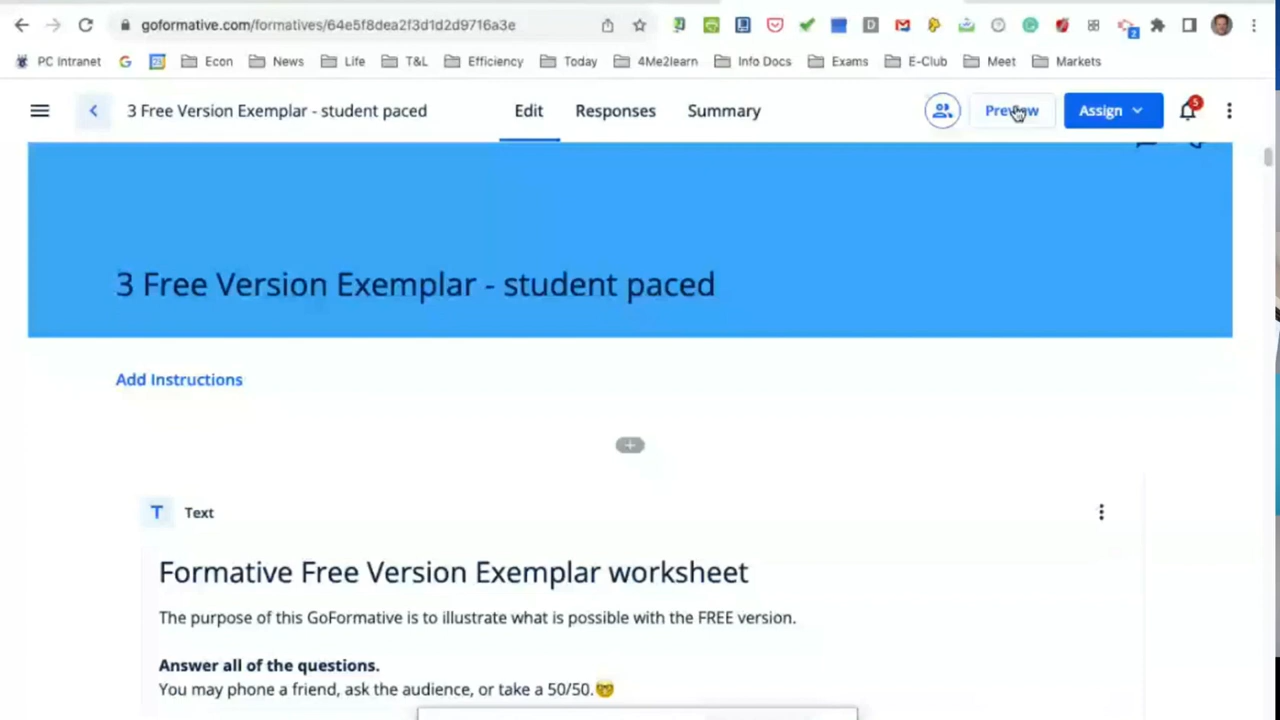 goformative.com/formatives/64e5f8dea2f3d1d2d9716a3e
2
PC Intranet Econ News Life T&L Efficiency Today 4Me2learn Info Docs Exams E-Club Meet Markets
3 Free Version Exemplar - student paced Edit Responses Summary Preview Assign 5
3 Free Version Exemplar - student paced
Add Instructions
T Text
Formative Free Version Exemplar worksheet
The purpose of this GoFormative is to illustrate what is possible with the FREE version.
Answer all of the questions.
You may phone a friend, ask the audience, or take a 50/50.🤓